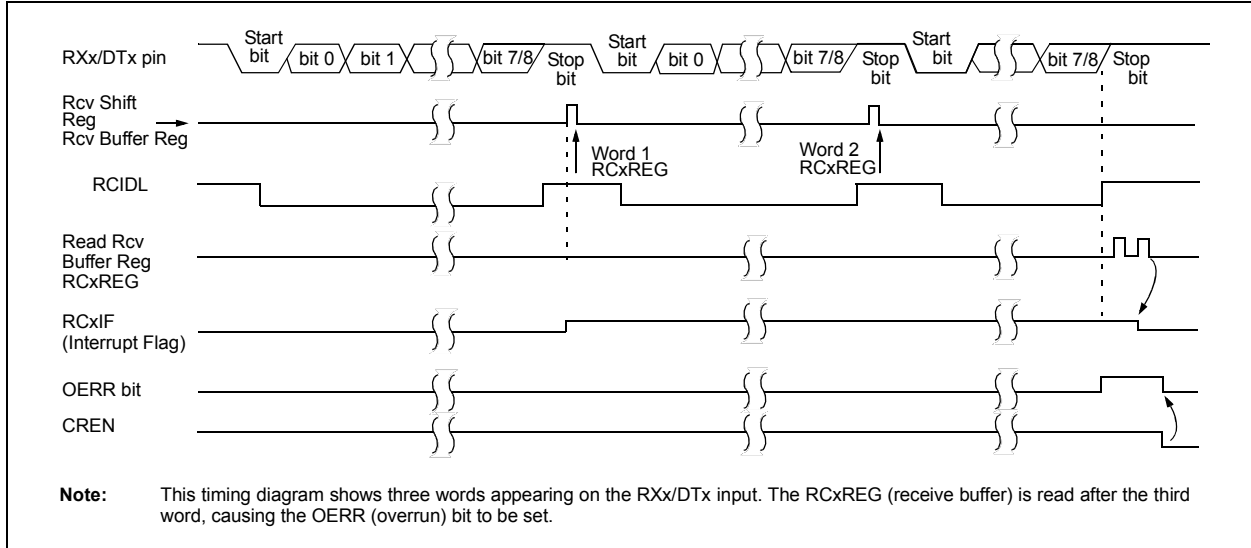 Start bit
bit 0
bit 1
bit 7/8
Stop bit
Start bit
bit 0
bit 7/8
Stop bit
Start bit
bit 7/8
Stop bit
RXx/DTx pin
Rcv Shift
Reg
Rcv Buffer Reg
Word 1
RCxREG
Word 2
RCxREG
RCIDL
Read Rcv
Buffer Reg
RCxREG
RCxIF
(Interrupt Flag)
OERR bit
CREN
Note: This timing diagram shows three words appearing on the RXx/DTx input. The RCxREG (receive buffer) is read after the third
word, causing the OERR (overrun) bit to be set.